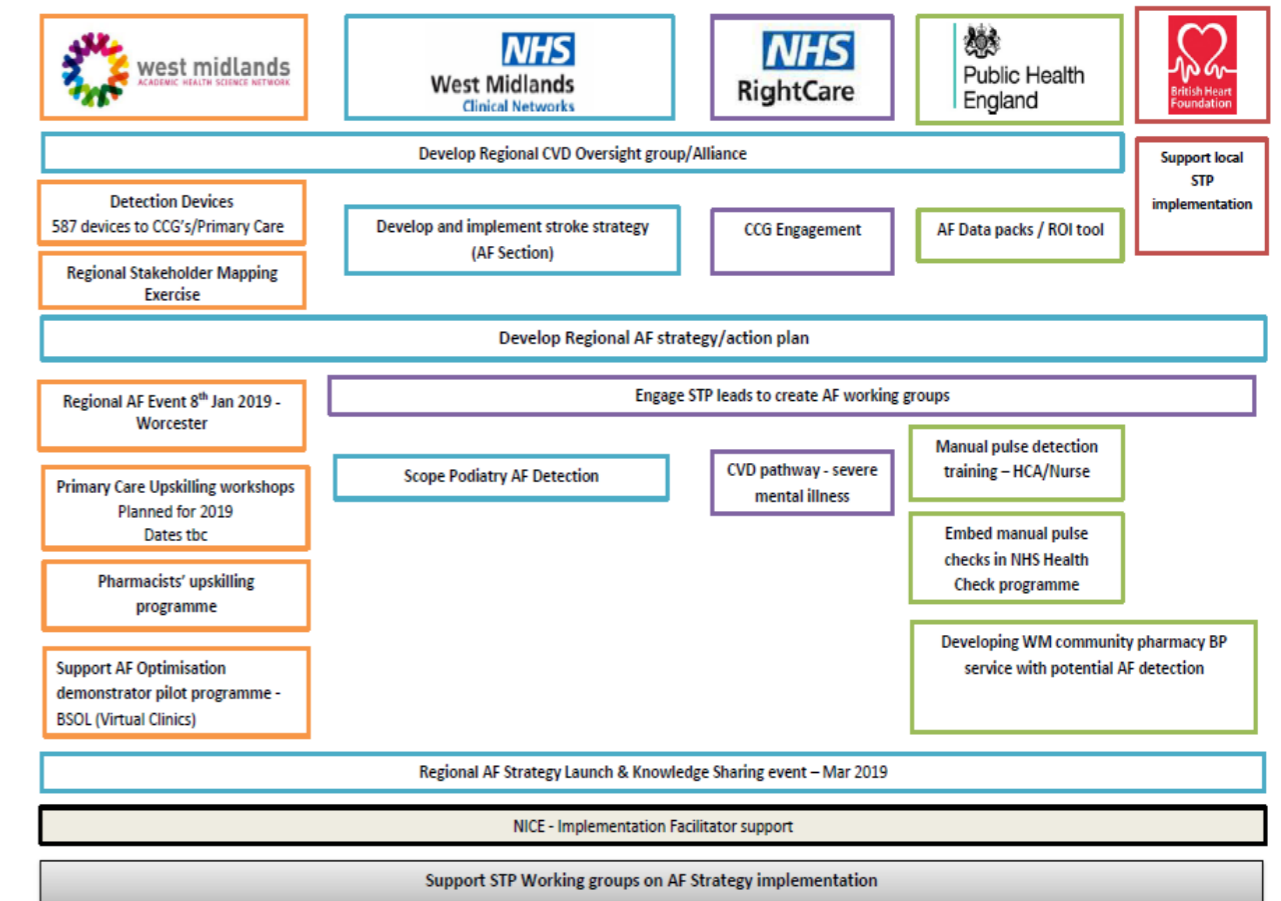 west midlands
ACADEMIC HEALTH SCIENCE NETWORK
NHS
West Midlands
Clinical Networks
NHS
RightCare
Public Health
England
British Heart
Foundation
Develop Regional CVD Oversight group/Alliance
Support local
STP
implementation
Detection Devices
587 devices to CCG's/Primary Care
Develop and implement stroke strategy
(AF Section)
CCG Engagement
AF Data packs / ROI tool
Regional Stakeholder Mapping
Exercise
Develop Regional AF strategy/action plan
Regional AF Event 8th Jan 2019 -
Worcester
Engage STP leads to create AF working groups
Primary Care Upskilling workshops
Planned for 2019
Dates tbc
Scope Podiatry AF Detection
CVD pathway - severe
mental illness
Manual pulse detection
training – HCA/Nurse
Embed manual pulse
checks in NHS Health
Check programme
Pharmacists' upskilling
programme
Support AF Optimisation
demonstrator pilot programme -
BSOL (Virtual Clinics)
Developing WM community pharmacy BP
service with potential AF detection
Regional AF Strategy Launch & Knowledge Sharing event – Mar 2019
NICE - Implementation Facilitator support
Support STP Working groups on AF Strategy implementation